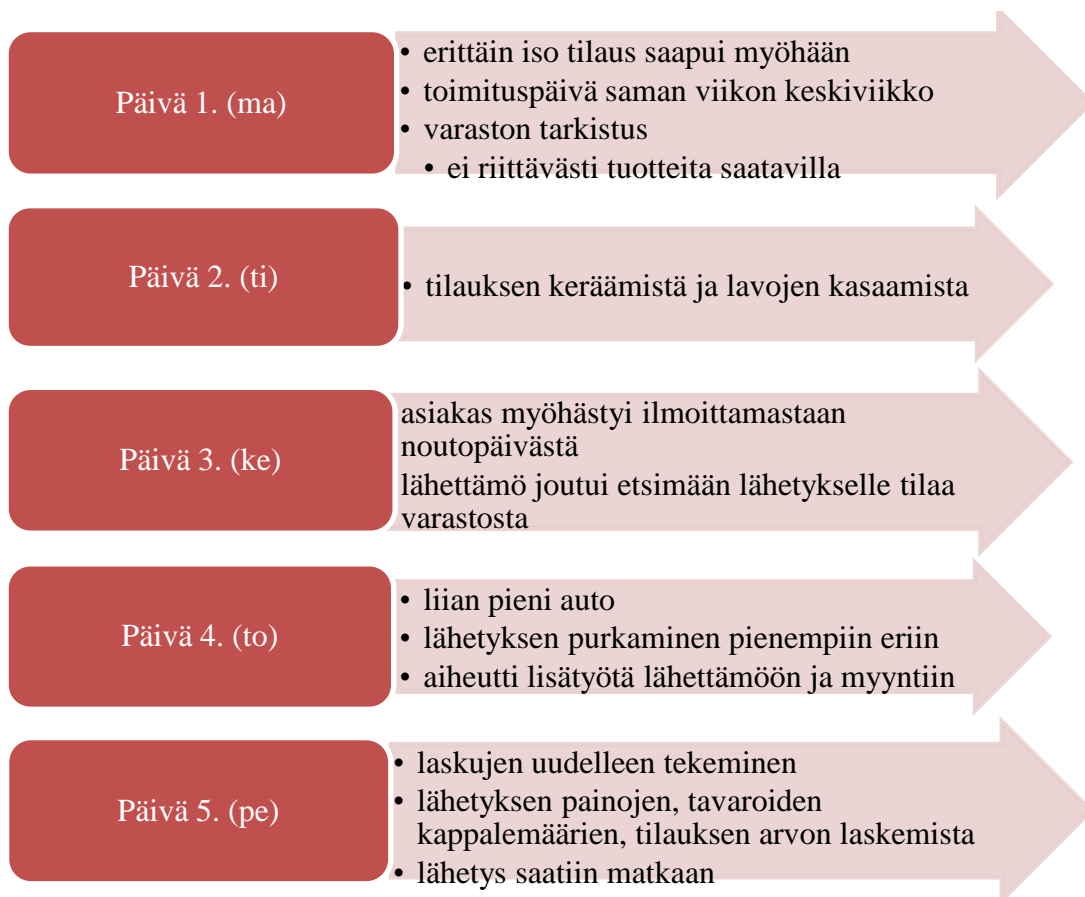 Päivä 1. (ma)
• erittäin iso tilaus saapui myöhään
• toimituspäivä saman viikon keskiviikko
• varaston tarkistus
• ei riittävästi tuotteita saatavilla
Päivä 2. (ti)
• tilauksen keräämistä ja lavojen kasaamista
Päivä 3. (ke)
asiakas myöhästyi ilmoittamastaan
noutopäivästä
lähettämö joutui etsimään lähetykselle tilaa
varastosta
Päivä 4. (to)
• liian pieni auto
• lähetyksen purkaminen pienempiin eriin
• aiheutti lisätyötä lähettämöön ja myyntiin
Päivä 5. (pe)
• laskujen uudelleen tekeminen
• lähetyksen painojen, tavaroiden
kappalemäärien, tilauksen arvon laskemista
• lähetys saatiin matkaan